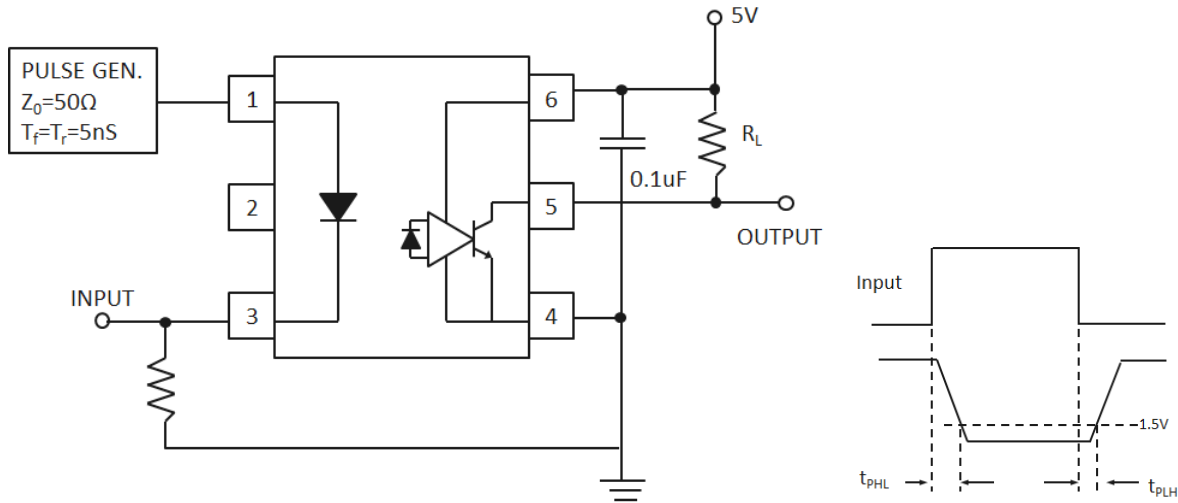 5V
PULSE GEN.
Z0=50Ω
Tf=Tr=5nS
1
6
RL
0.1uF
2
5
OUTPUT
INPUT
3
4
Input
1.5V
tPHL
tPLH